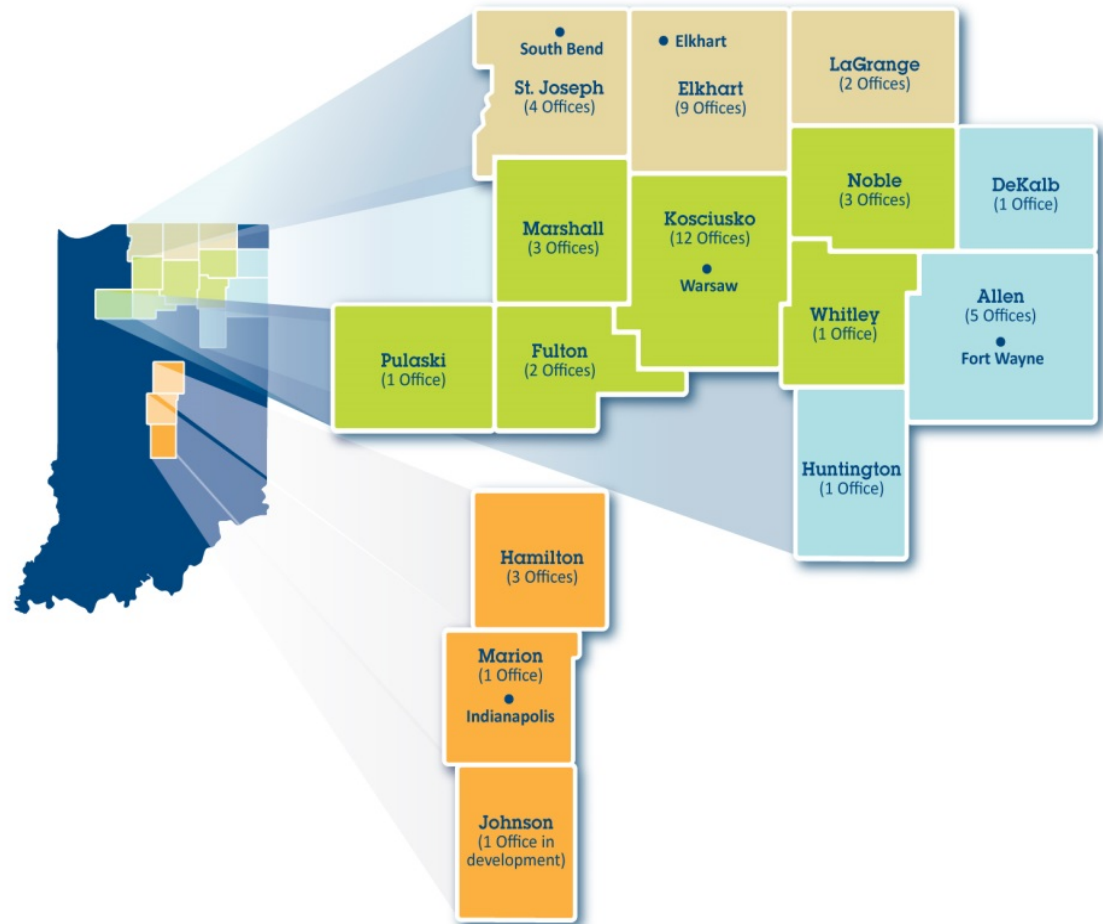 South Bend
St. Joseph
(4 Offices)
Elkhart
Elkhart
(9 Offices)
LaGrange
(2 Offices)
Marshall
(3 Offices)
Kosciusko
(12 Offices)
Warsaw
Noble
(3 Offices)
DeKalb
(1 Office)
Pulaski
(1 Office)
Fulton
(2 Offices)
Whitley
(1 Office)
Allen
(5 Offices)
Fort Wayne
Huntington
(1 Office)
Hamilton
(3 Offices)
Marion
(1 Office)
Indianapolis
Johnson
(1 Office in
development)